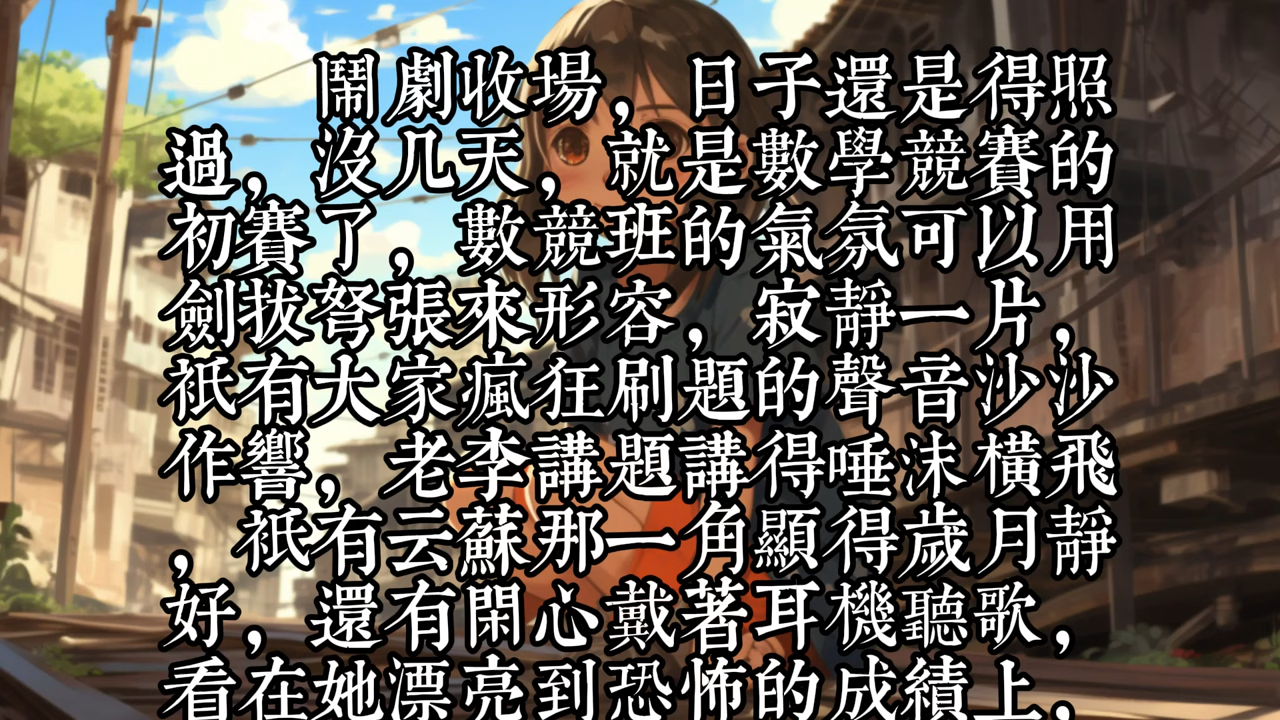 鬧劇收場，日子還是得照
過，沒几天，就是數學競賽的
初賽了，數競班的氣氛可以用
劍拔弩張來形容，寂靜一片，
衹有大家瘋狂刷題的聲音沙沙
作響，老李講題講得唾沫橫飛
，衹有云蘇那一角顯得歲月靜
好，還有閑心戴著耳機聽歌，
看在她漂亮到恐怖的成績上，